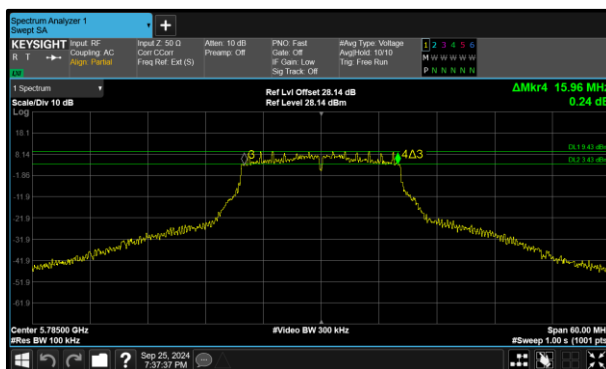 Spectrum Analyzer 1
Swept SA
KEYSIGHT
R T
Input: RF
Coupling: AC
Align: Partial
Input Z: 50 Ω
Corr CCorr
Freq Ref: Ext (S)
Atten: 10 dB
Preamp: Off
PNO: Fast
Gate: Off
IF Gain: Low
Sig Track: Off
#Avg Type: Voltage
Avg|Hold: 10/10
Trig: Free Run
1 2 3 4 5 6
M W W W W W
P N N N N N
1 Spectrum
Scale/Div 10 dB
Log
Ref Lvl Offset 28.14 dB
Ref Level 28.14 dBm
ΔMkr4 15.96 MHz
0.24 dB
18.1
8.14
-1.86
-11.9
-21.9
-31.9
-41.9
-51.9
-61.9
3
4Δ3
DL1 9.43 dBm
DL2 3.43 dBm
Center 5.78500 GHz
#Res BW 100 kHz
#Video BW 300 kHz
Span 60.00 MH
#Sweep 1.00 s (1001 pts
?
Sep 25, 2024
7:37:37 PM